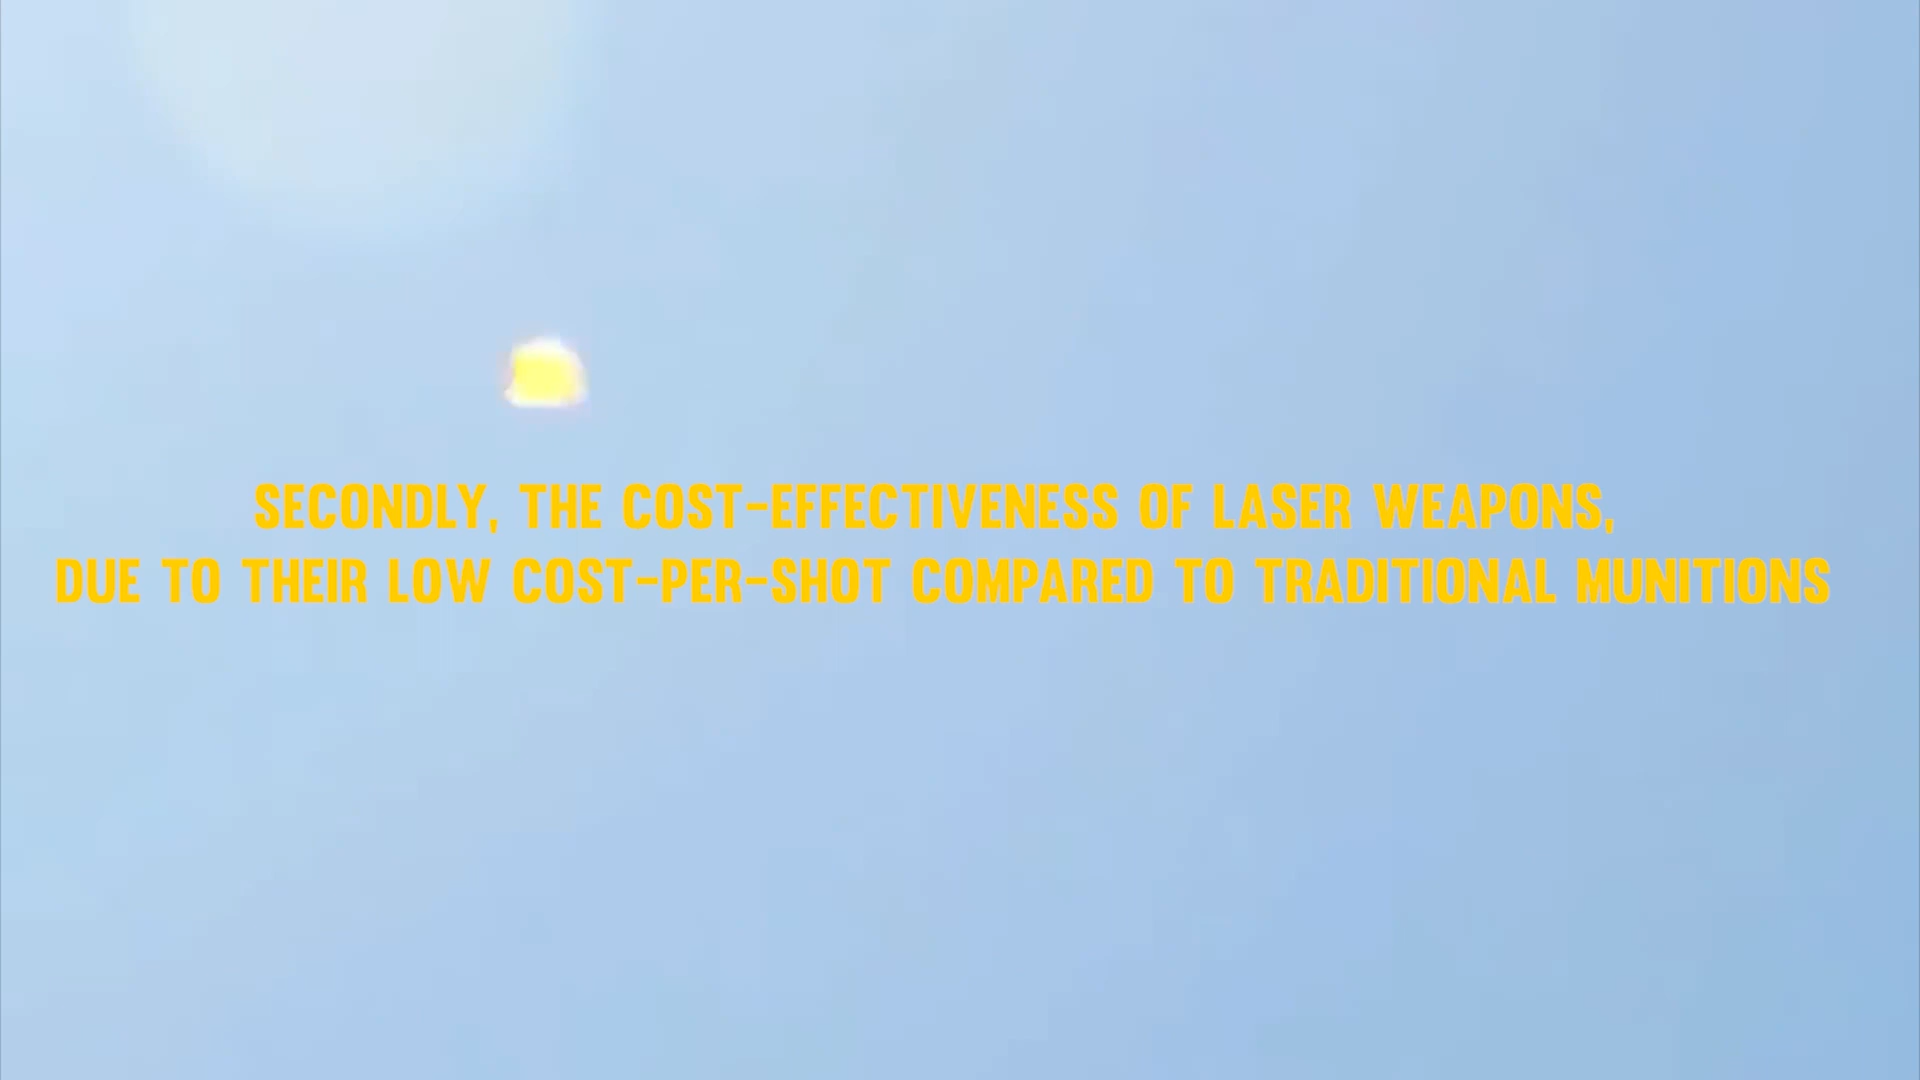 SECONDLY, THE COST-EFFECTIVENESS OF LASER WEAPONS,
DUE TO THEIR LOW COST-PER-SHOT COMPARED TO TRADITIONAL MUNITIONS